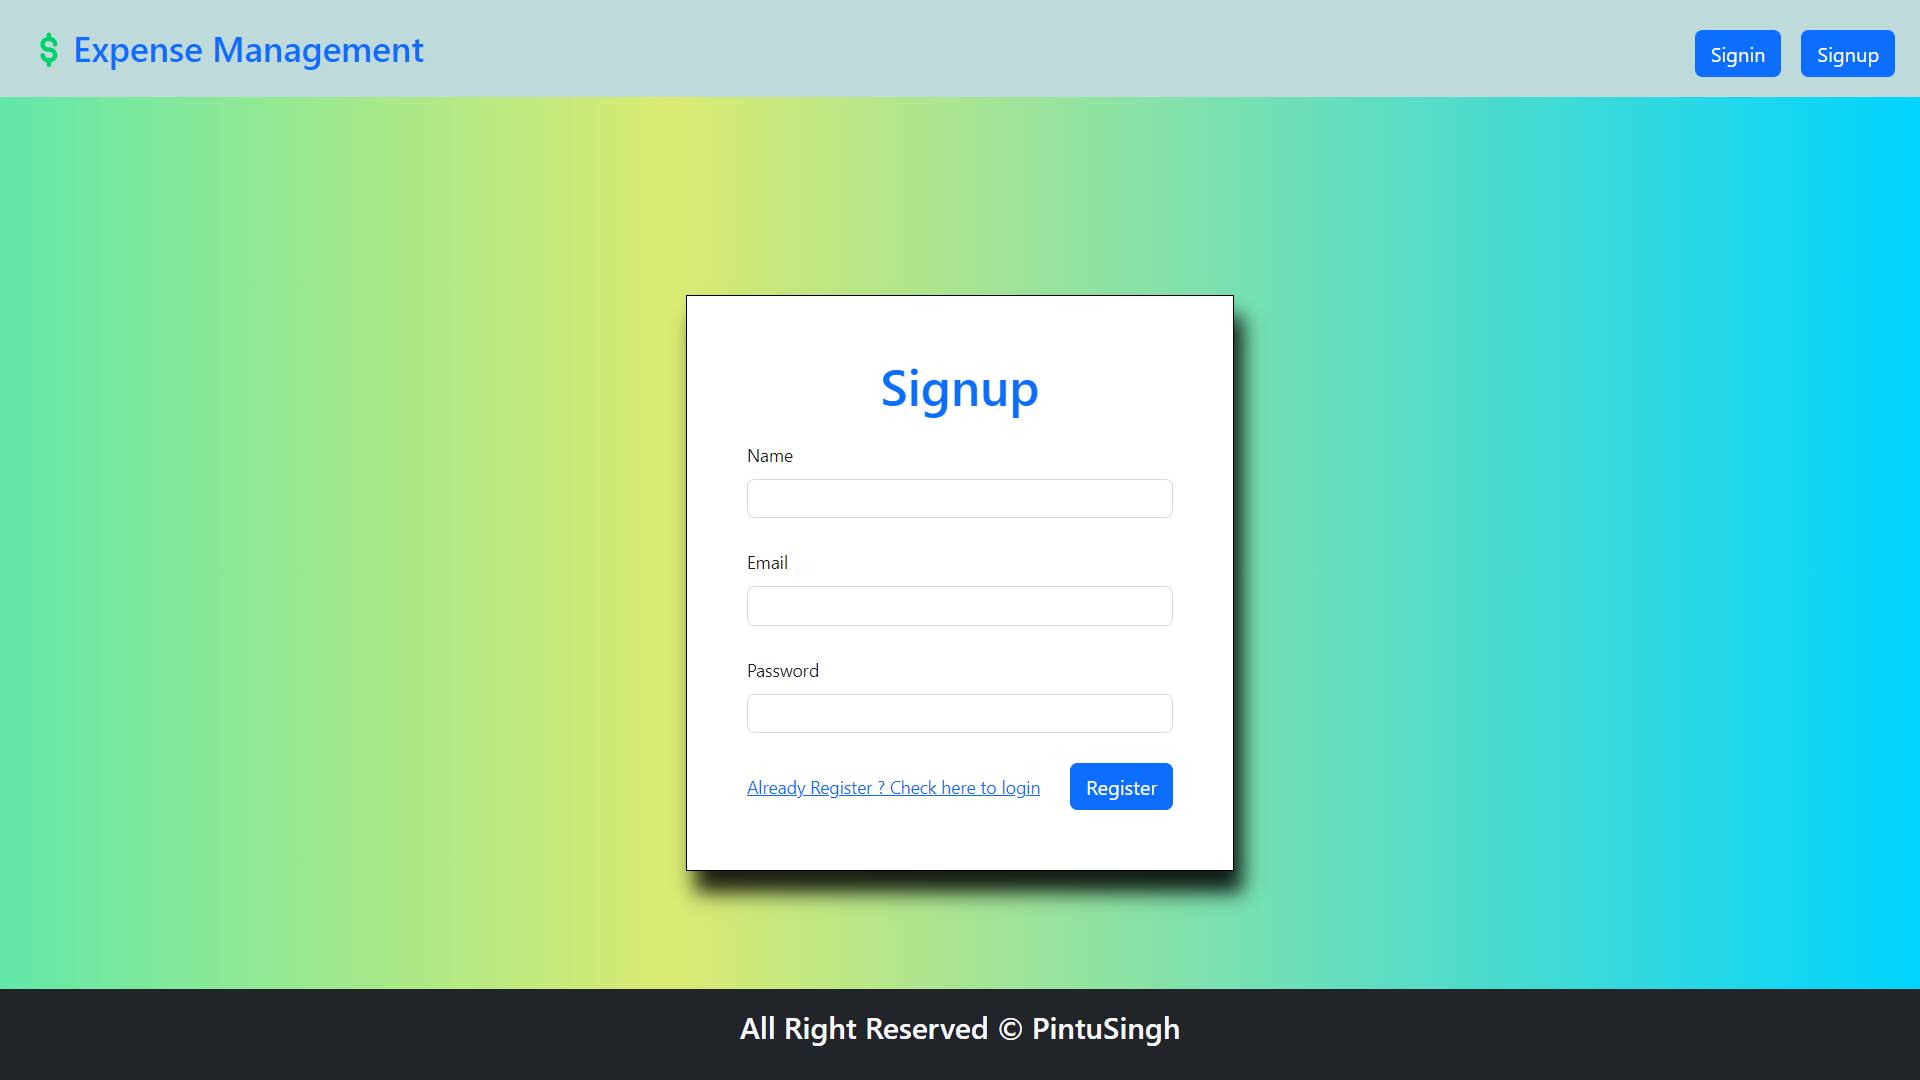 $ Expense Management
Signin
Signup
Signup
Name
Email
Password
Already Register ? Check here to login
Register
All Right Reserved © PintuSingh